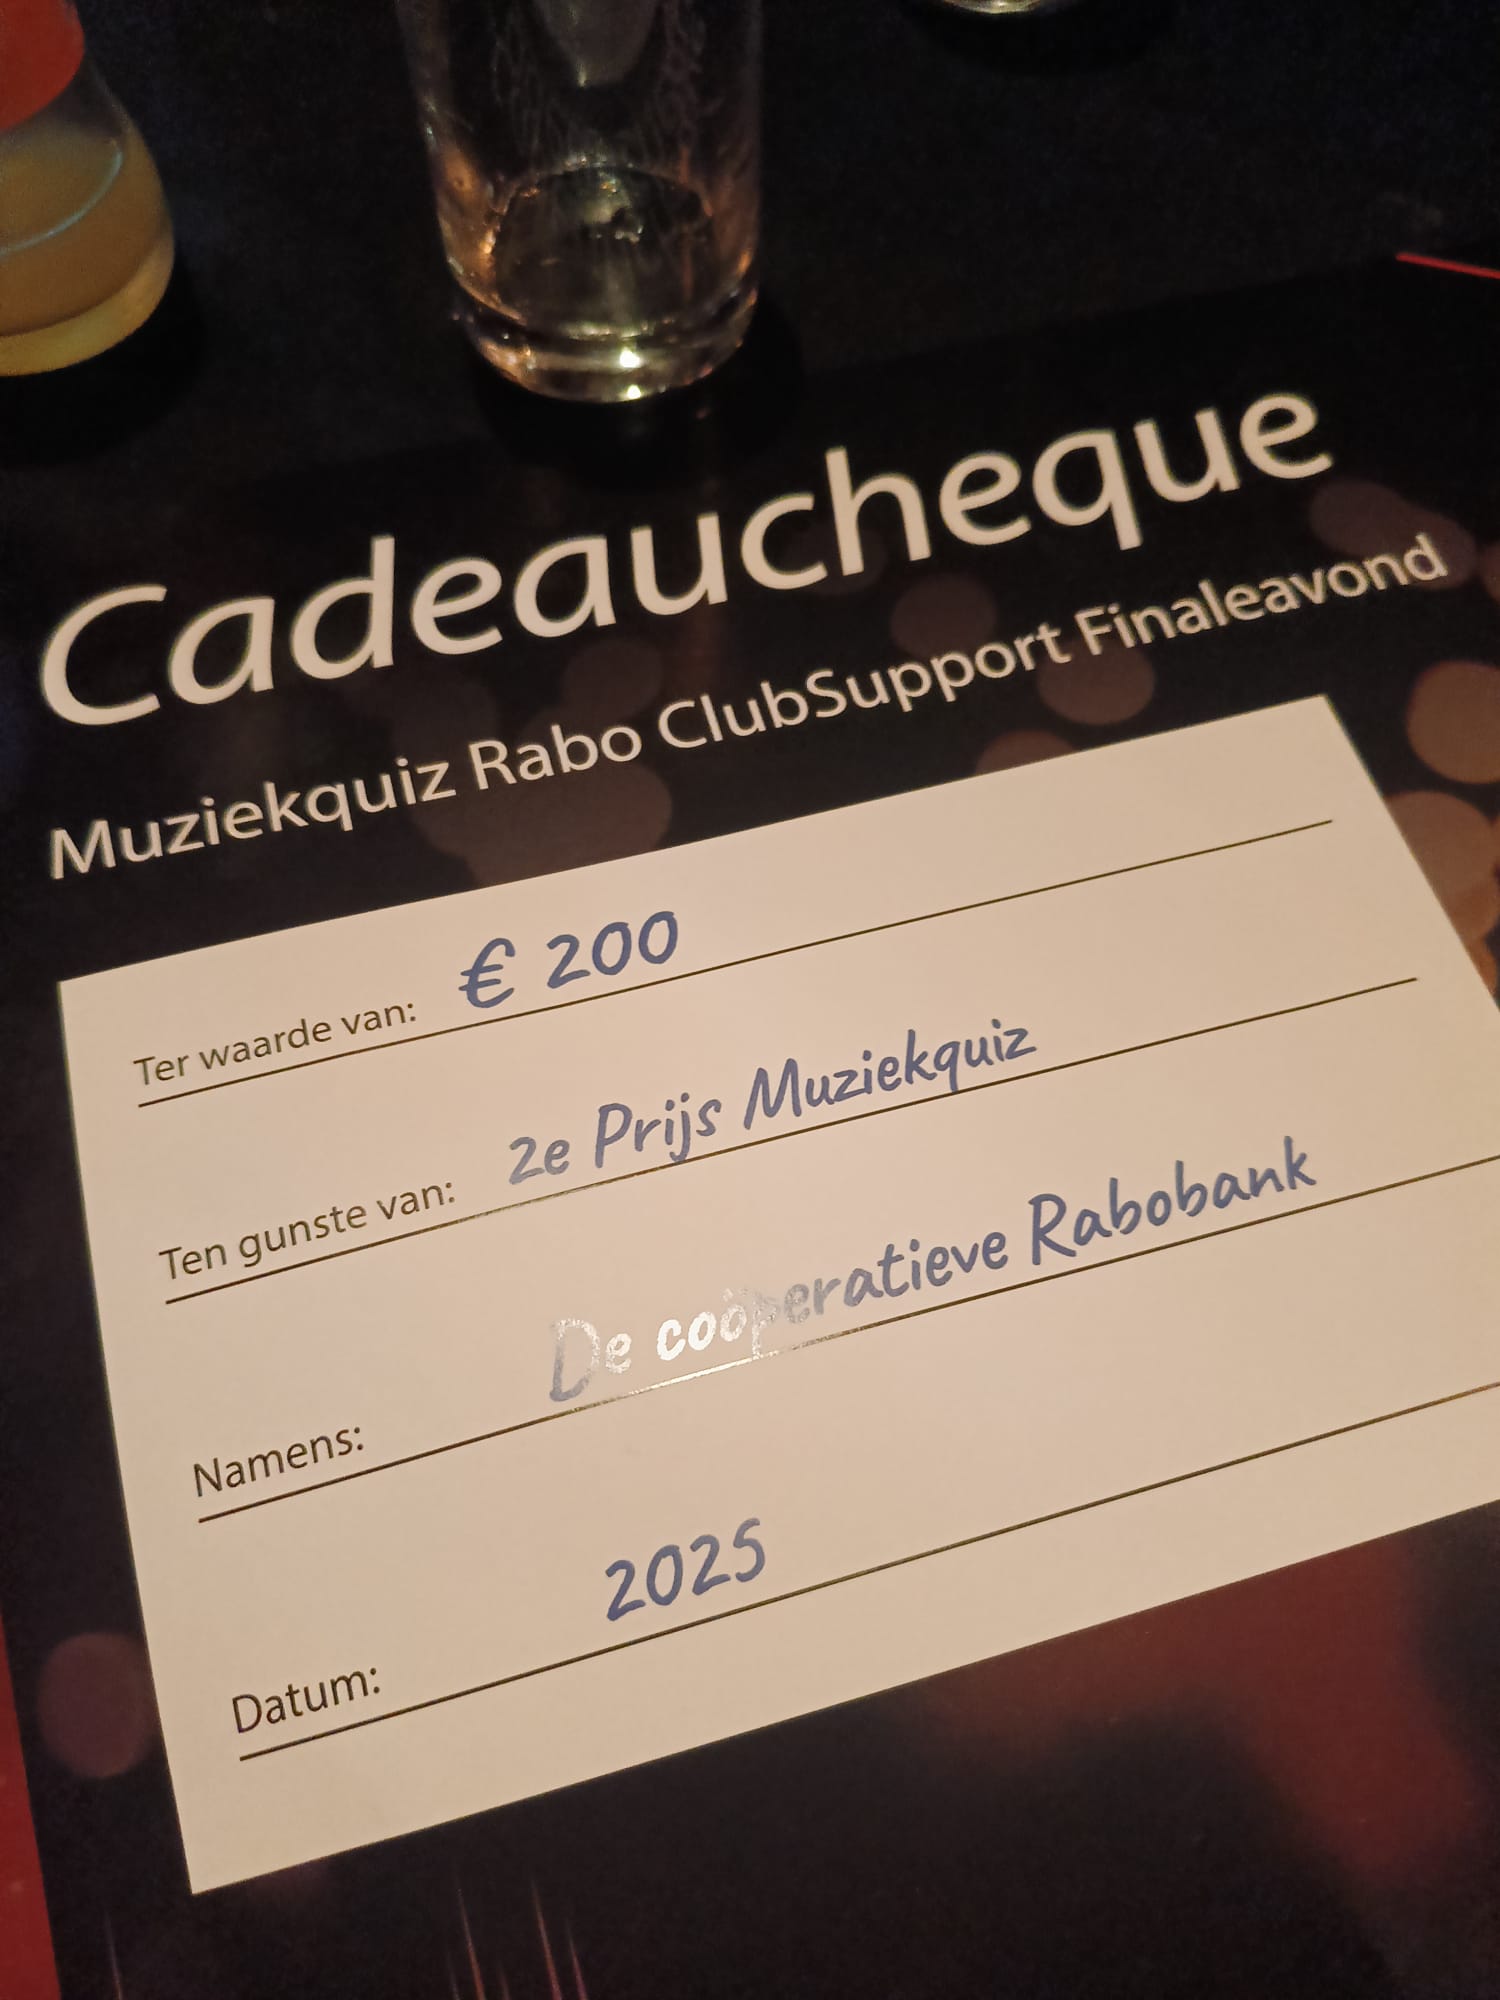 Cadeaucheque
Muziekquiz Rabo ClubSupport Finaleavond
Ter waarde van: € 200
Ten gunste van: 2e Prijs Muziekquiz
Namens: De coöperatieve Rabobank
Datum: 2025